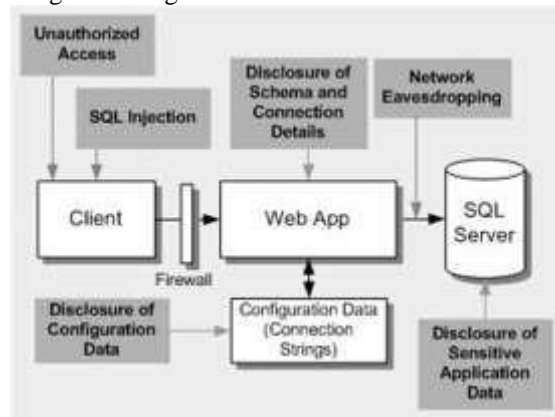 Unauthorized
Access
SQL Injection
Disclosure of
Schema and
Connection
Details
Network
Eavesdropping
Client
Firewall
Web App
SQL
Server
Disclosure of
Configuration
Data
Configuration Data
(Connection
Strings)
Disclosure of
Sensitive
Application
Data